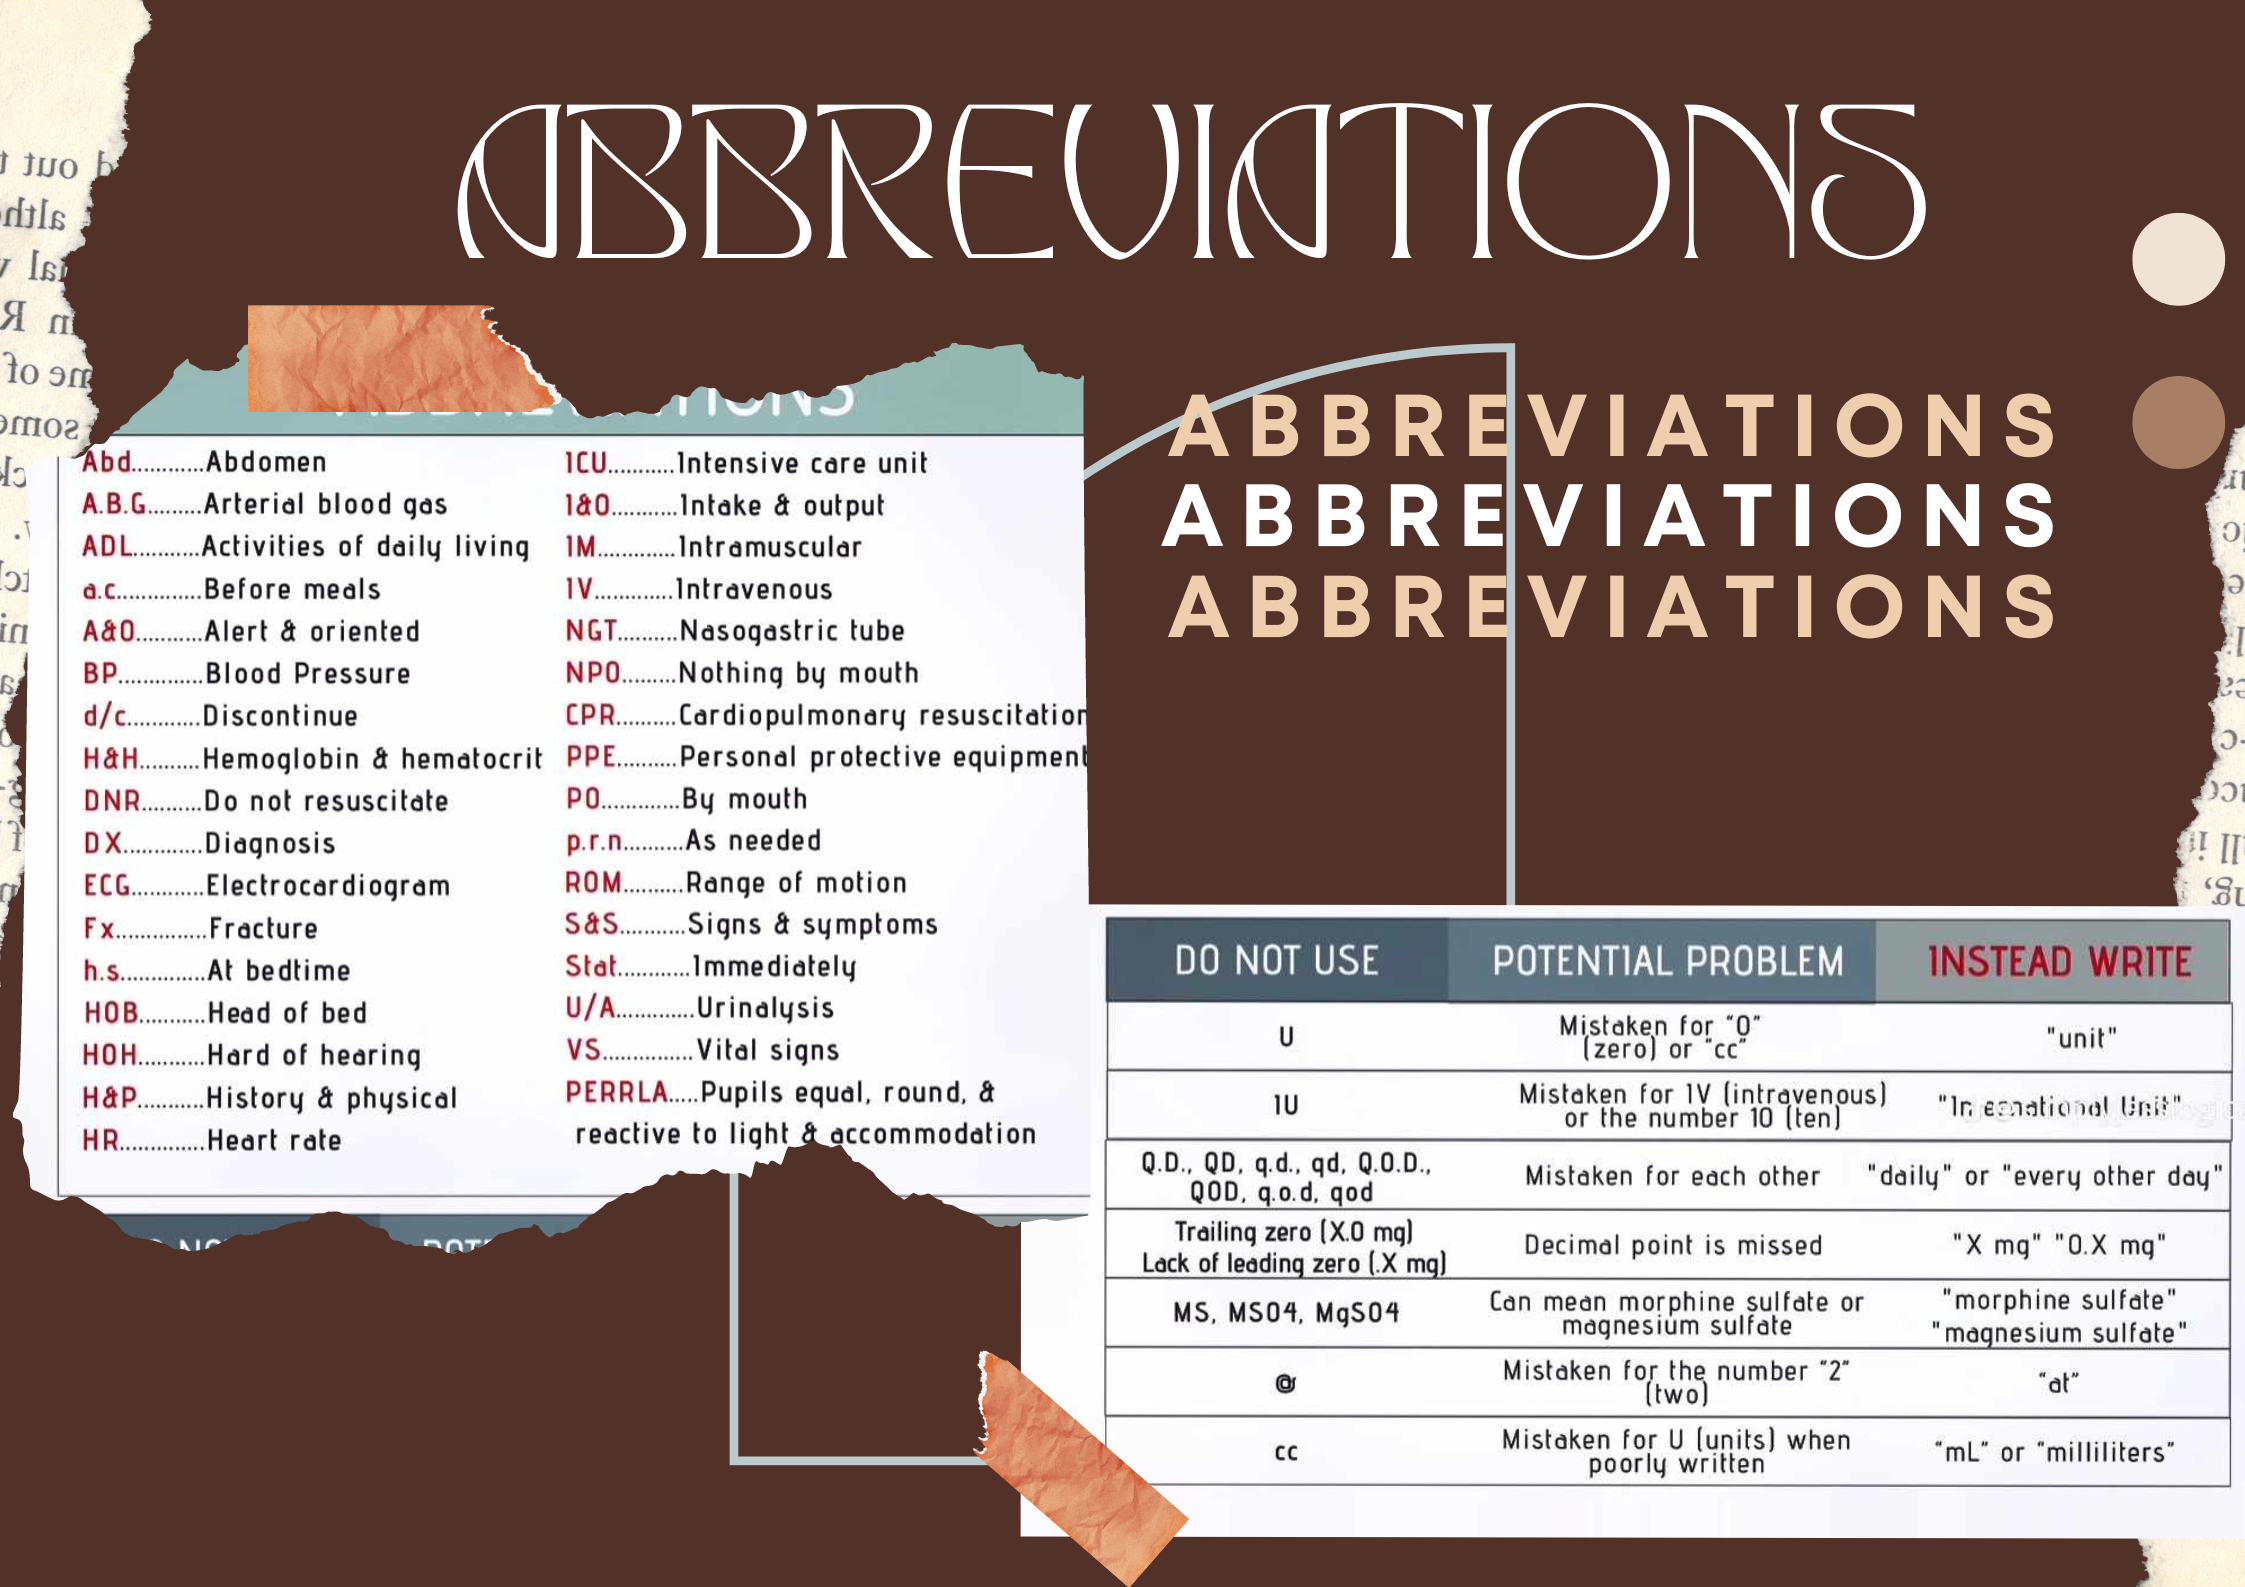 ABBREVIATIONS
Abd...........Abdomen
A.B.G.........Arterial blood gas
ADL...........Activities of daily living
a.c..............Before meals
A&O...........Alert & oriented
BP..............Blood Pressure
d/c............Discontinue
H&H..........Hemoglobin & hematocrit
DNR..........Do not resuscitate
DX.............Diagnosis
ECG............Electrocardiogram
Fx...............Fracture
h.s..............At bedtime
HOB...........Head of bed
HOH...........Hard of hearing
H&P...........History & physical
HR..............Heart rate
ICU...........Intensive care unit
I&O...........Intake & output
IM.............Intramuscular
IV.............Intravenous
NGT..........Nasogastric tube
NPO.........Nothing by mouth
CPR..........Cardiopulmonary resuscitation
PPE..........Personal protective equipment
PO.............By mouth
p.r.n..........As needed
ROM..........Range of motion
S&S...........Signs & symptoms
Stat............Immediately
U/A.............Urinalysis
VS...............Vital signs
PERRLA.....Pupils equal, round, &
reactive to light & accommodation
ABBREVIATIONS
ABBREVIATIONS
ABBREVIATIONS
DO NOT USE POTENTIAL PROBLEM INSTEAD WRITE
U
Mistaken for "0"
(zero) or "cc"
"unit"
IU
Mistaken for IV (intravenous)
or the number 10 (ten)
"International Unit"
Q.D., QD, q.d., qd, Q.O.D.,
QOD, q.o.d, qod
Mistaken for each other
"daily" or "every other day"
Trailing zero (X.0 mg)
Lack of leading zero (.X mg)
Decimal point is missed
"X mg" "0.X mg"
MS, MSO4, MgSO4
Can mean morphine sulfate or
magnesium sulfate
"morphine sulfate"
"magnesium sulfate"
@
Mistaken for the number "2"
(two)
"at"
cc
Mistaken for U (units) when
poorly written
"mL" or "milliliters"